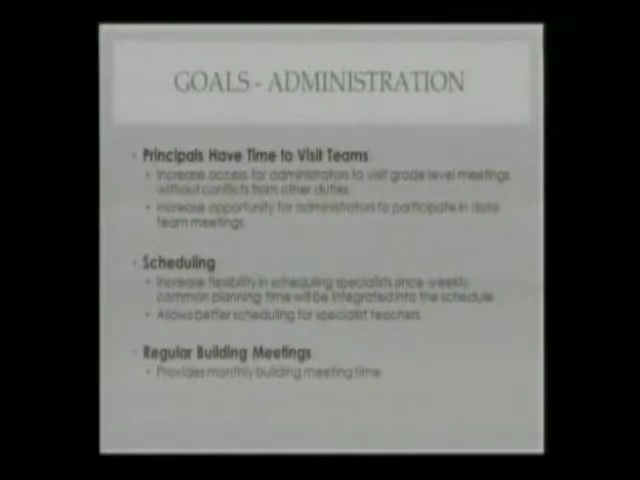 GOALS - ADMINISTRATION
Principals Have Time to Visit Teams
Increase access for administrators to visit grade level meetings
without conflicts from other duties
Increase opportunity for administrators to participate in data
team meetings
Scheduling
Increase flexibility in scheduling specialists since weekly
common planning time will be integrated into the schedule
Allows better scheduling for specialist teachers
Regular Building Meetings
Provides monthly building meeting time